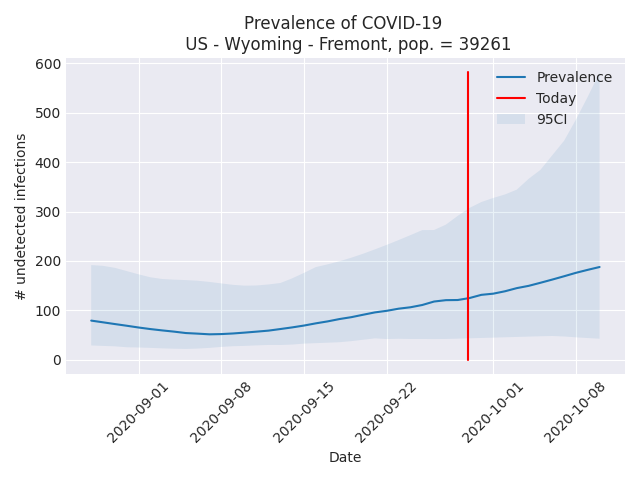 Prevalence of COVID-19
US - Wyoming - Fremont, pop. = 39261
600
500
400
300
200
100
0
# undetected infections
Prevalence
Today
95CI
2020-09-01
2020-09-08
2020-09-15
2020-09-22
2020-10-01
2020-10-08
Date